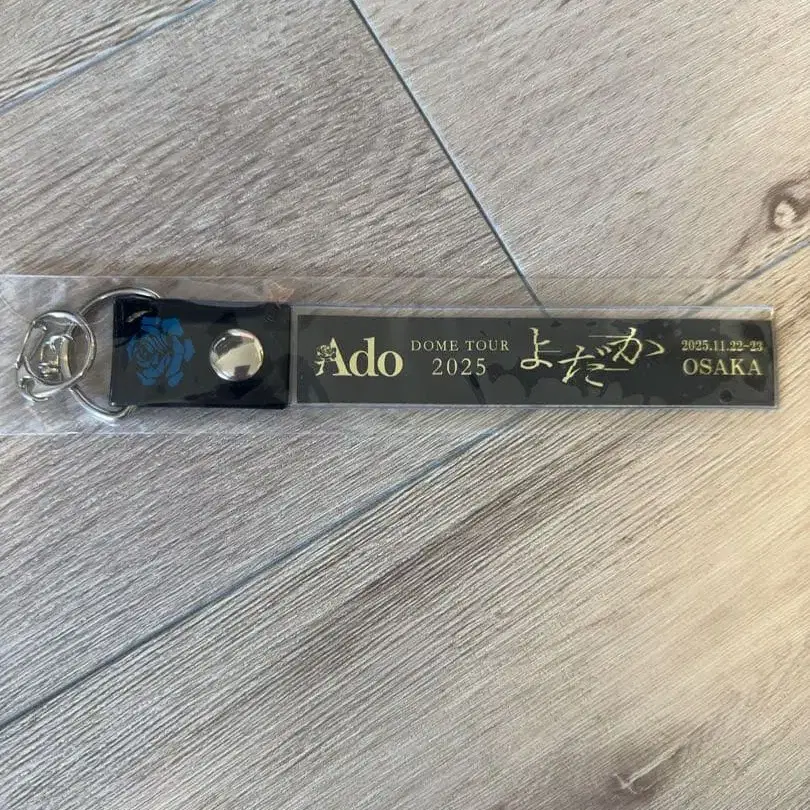 Ado
DOME TOUR
2025
よだか
2025.11.22-23
OSAKA